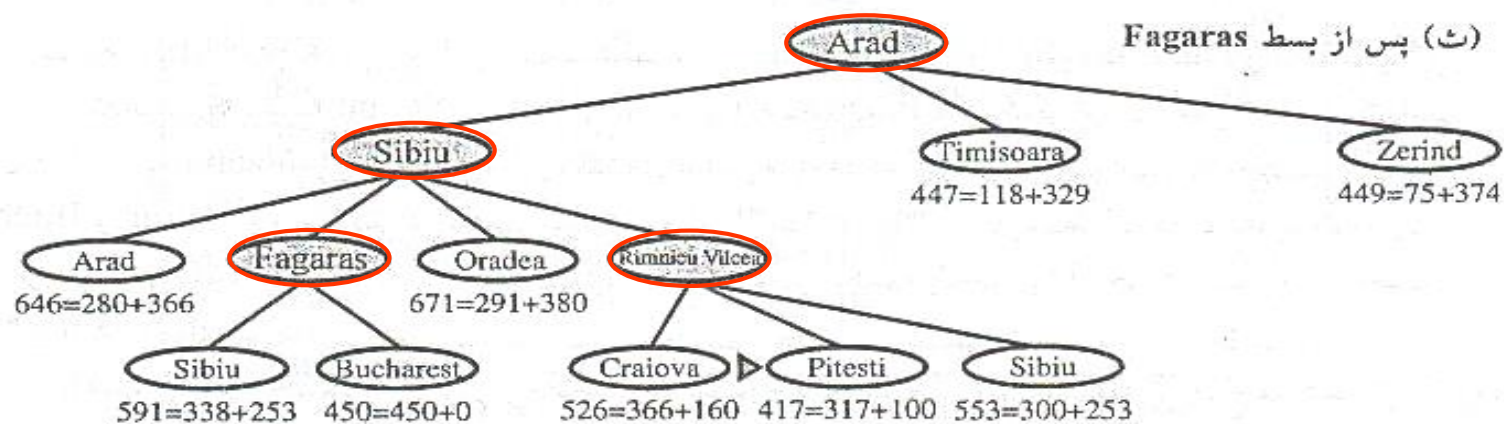 (ث) پس از بسط Fagaras
Arad
Sibiu
Timisoara
Zerind
447=118+329
449=75+374
Arad
Fagaras
Oradea
Rimnicu Vilcea
646=280+366
671=291+380
Sibiu
Bucharest
Craiova
Pitesti
Sibiu
591=338+253
450=450+0
526=366+160
417=317+100
553=300+253